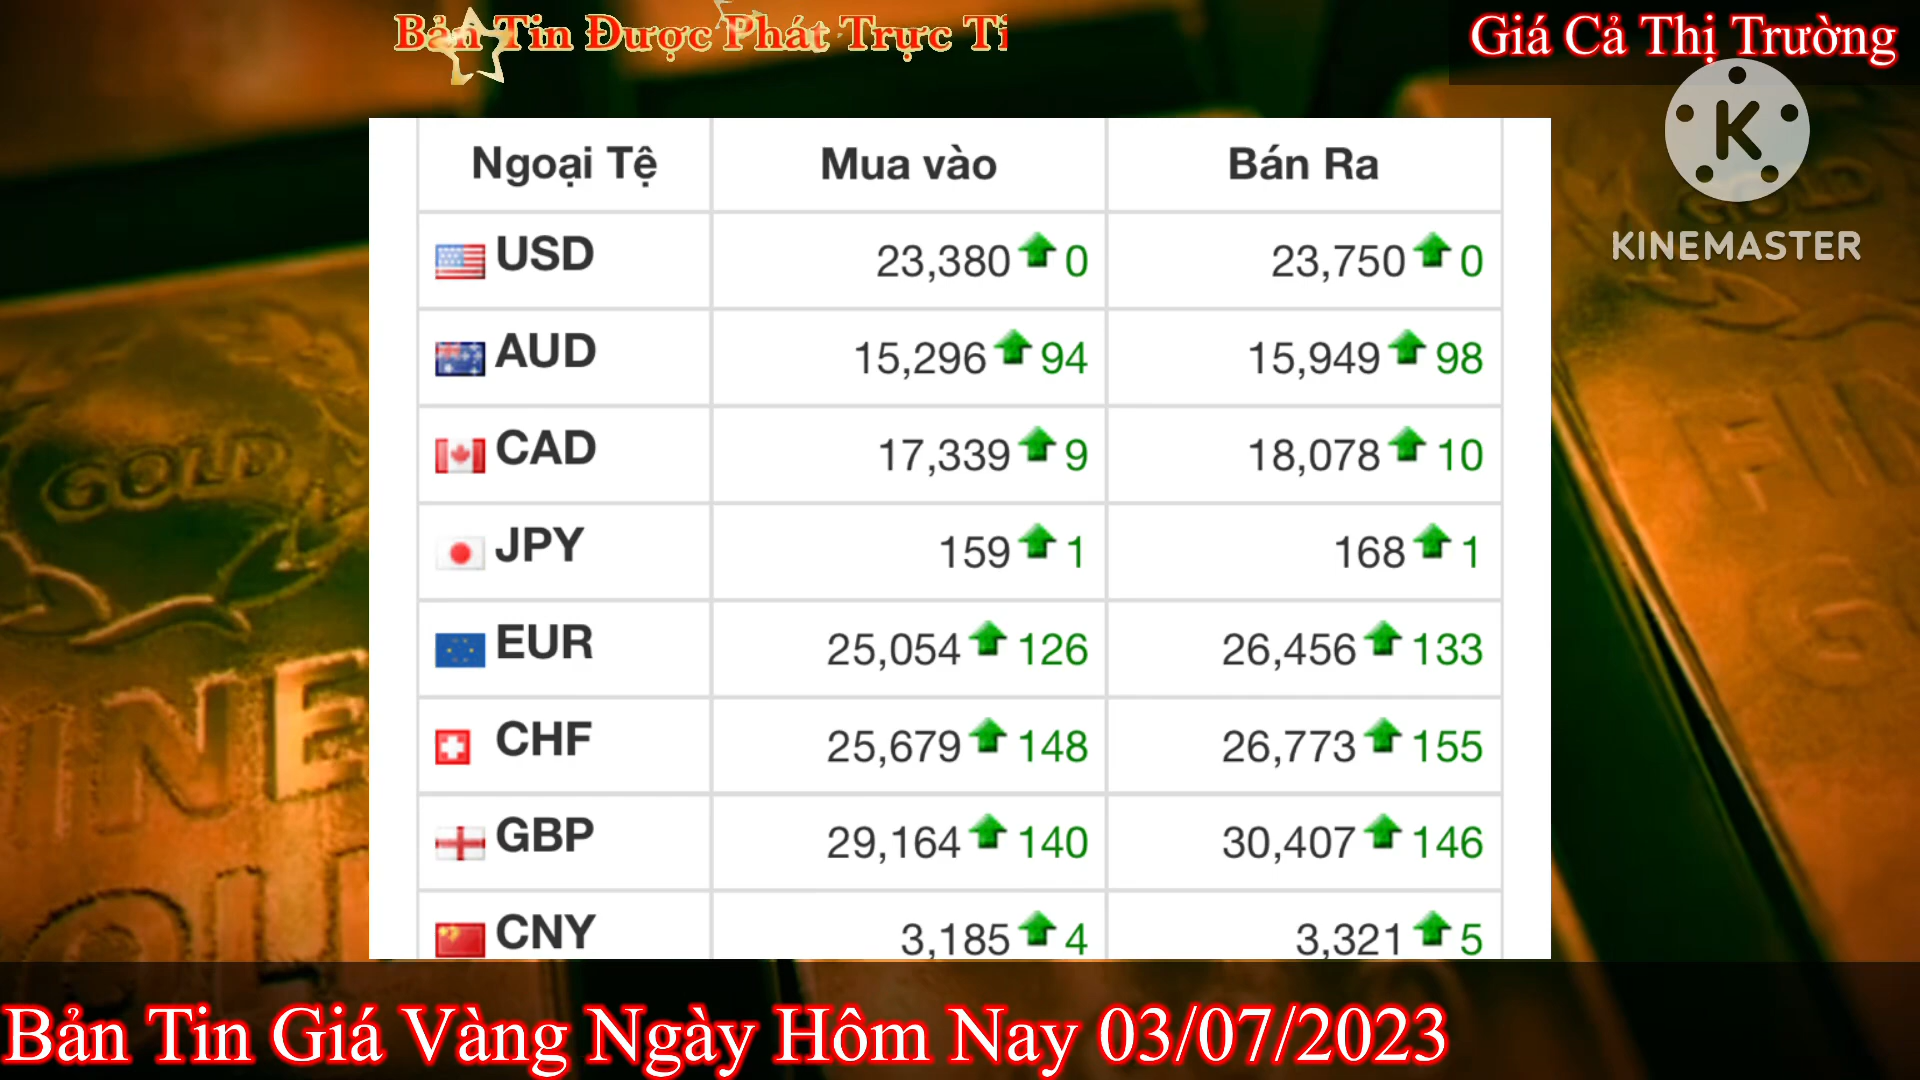 Bản Tin Được Phát Trực Ti
Giá Cả Thị Trường
K
KINEMASTER
Ngoại Tệ Mua vào Bán Ra
USD 23,380 0 23,750 0
AUD 15,296 94 15,949 98
CAD 17,339 9 18,078 10
JPY 159 1 168 1
EUR 25,054 126 26,456 133
CHF 25,679 148 26,773 155
GBP 29,164 140 30,407 146
CNY 3,185 4 3,321 5
GOLD
GOLD
FINE
INE
Bản Tin Giá Vàng Ngày Hôm Nay 03/07/2023